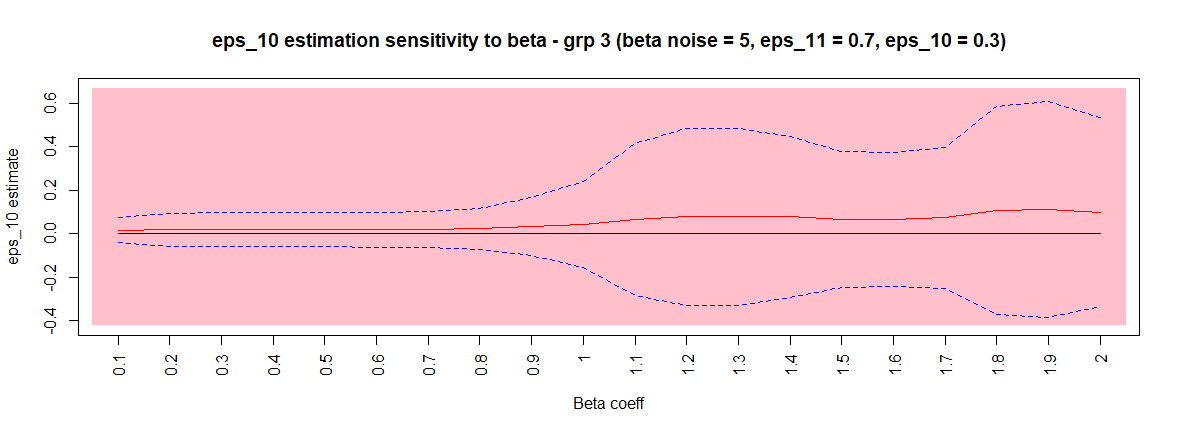 eps_10 estimation sensitivity to beta - grp 3 (beta noise = 5, eps_11 = 0.7, eps_10 = 0.3)
eps_10 estimate
0.6
0.4
0.2
0.0
-0.2
-0.4
0.1 0.2 0.3 0.4 0.5 0.6 0.7 0.8 0.9 1 1.1 1.2 1.3 1.4 1.5 1.6 1.7 1.8 1.9 2
Beta coeff